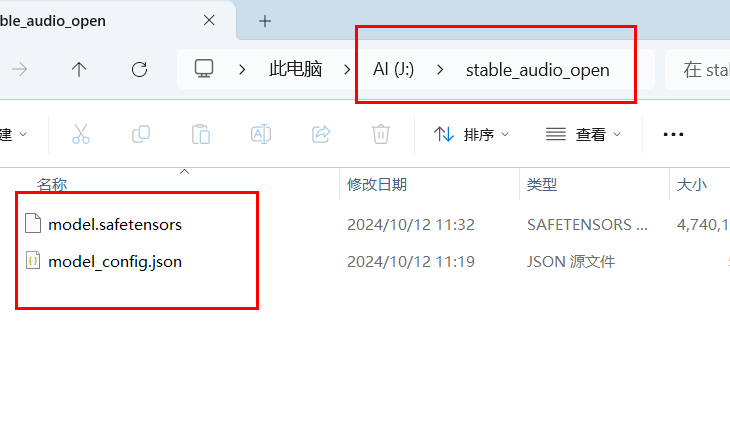 ble_audio_open
此电脑 AI (J:) stable_audio_open 在 stab
建 排序 查看
名称 修改日期 类型 大小
model.safetensors 2024/10/12 11:32 SAFETENSORS ... 4,740,1
model_config.json 2024/10/12 11:19 JSON 源文件